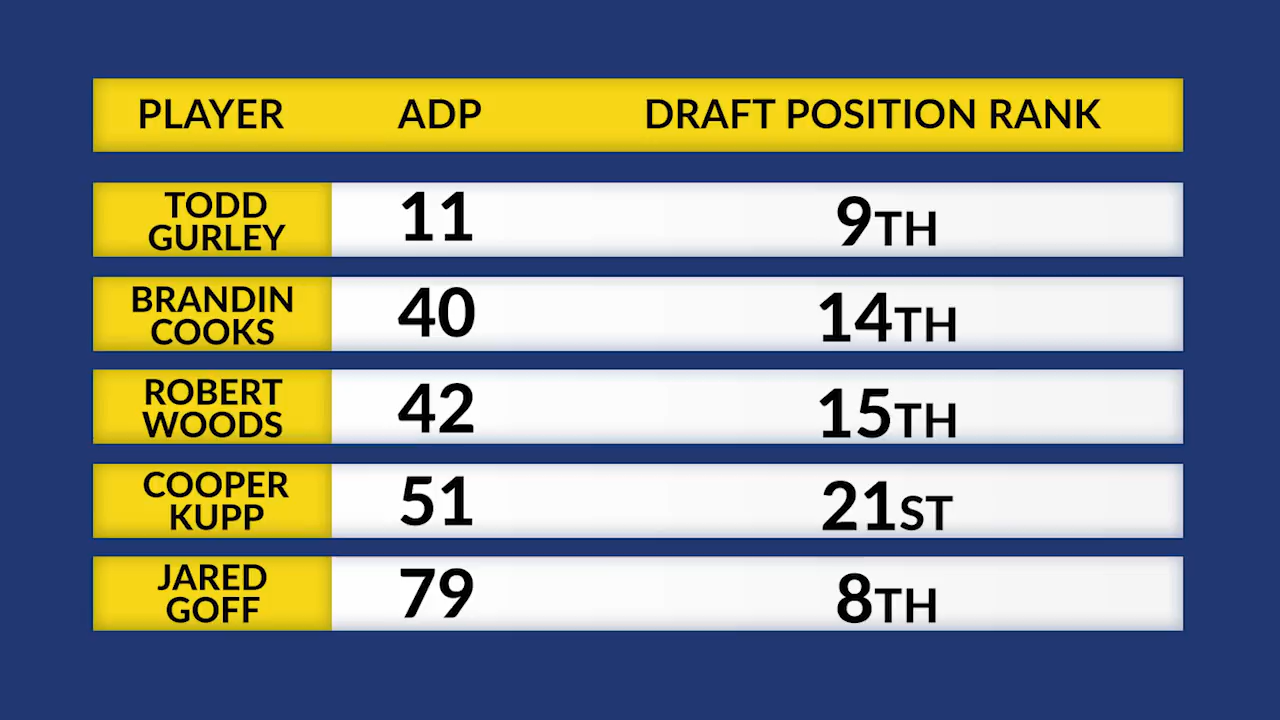 PLAYER ADP DRAFT POSITION RANK
TODD
GURLEY
11
9TH
BRANDIN
COOKS
40
14TH
ROBERT
WOODS
42
15TH
COOPER
KUPP
51
21ST
JARED
GOFF
79
8TH